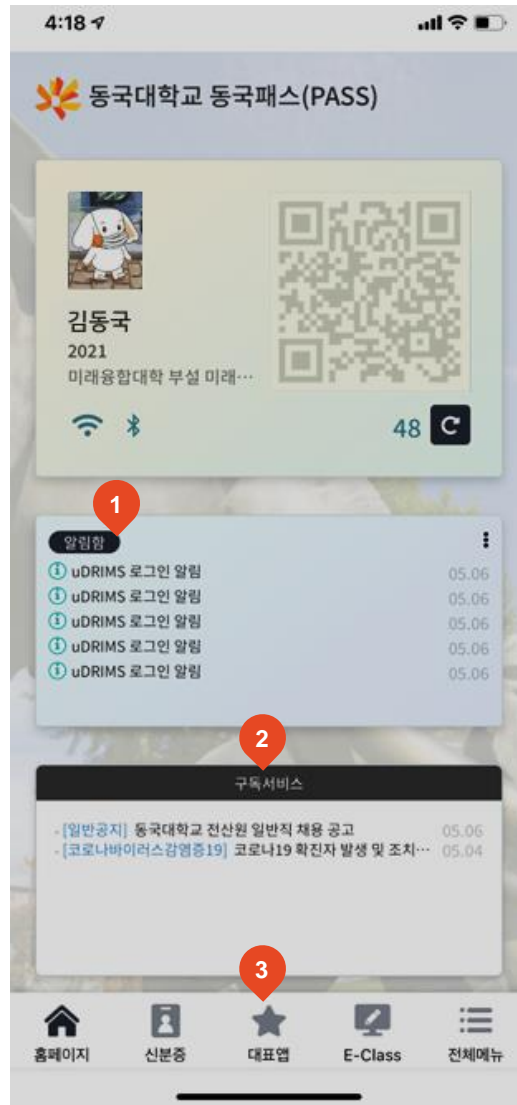 4:18
동국대학교 동국패스(PASS)
김동국
2021
미래융합대학 부설 미래…
48
1
알림함
uDRIMS 로그인 알림 05.06
uDRIMS 로그인 알림 05.06
uDRIMS 로그인 알림 05.06
uDRIMS 로그인 알림 05.06
uDRIMS 로그인 알림 05.06
2
구독서비스
- [일반공지] 동국대학교 전산원 일반직 채용 공고 05.06
- [코로나바이러스감염증19] 코로나19 확진자 발생 및 조치… 05.04
3
홈페이지 신분증 대표앱 E-Class 전체메뉴